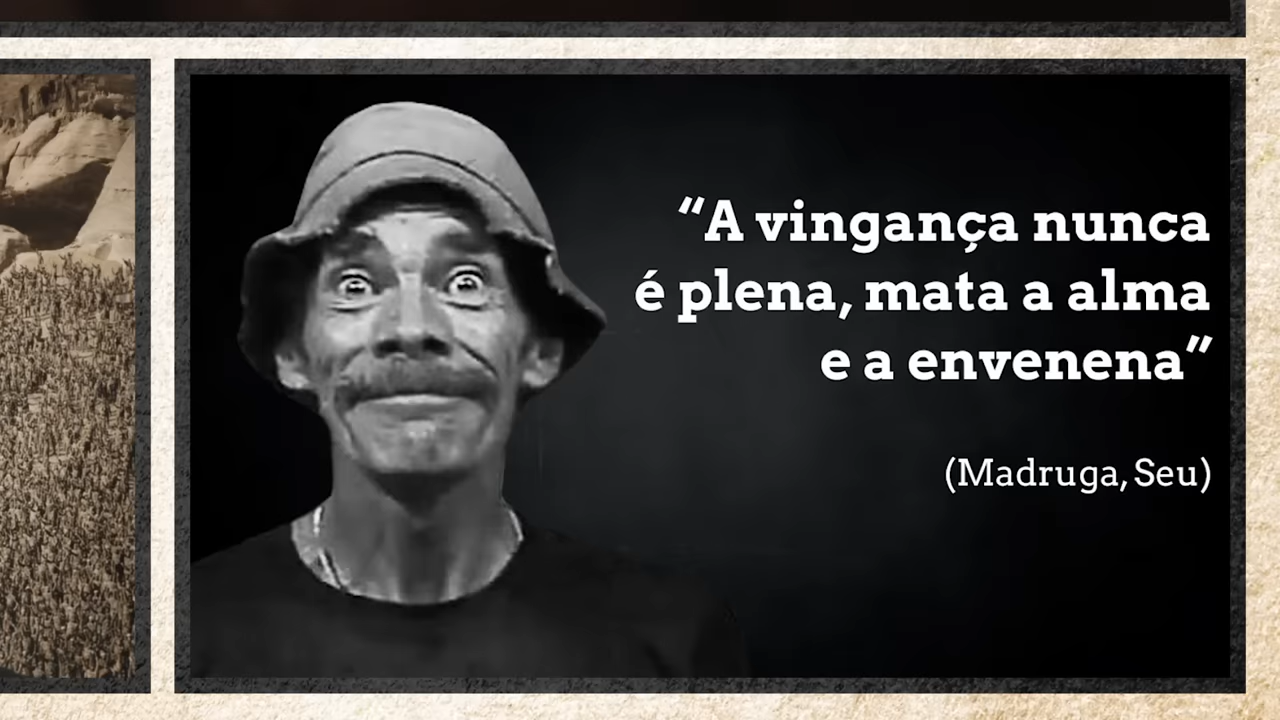 “A vingança nunca
é plena, mata a alma
e a envenena”
(Madruga, Seu)